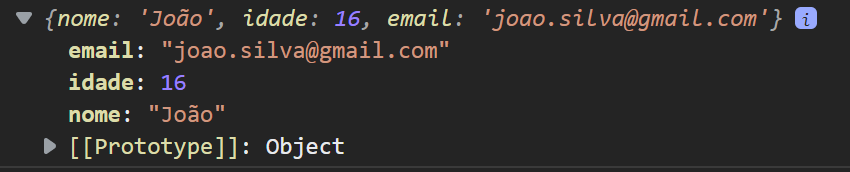 {nome: 'João', idade: 16, email: 'joao.silva@gmail.com'} i
email: "joao.silva@gmail.com"
idade: 16
nome: "João"
[[Prototype]]: Object